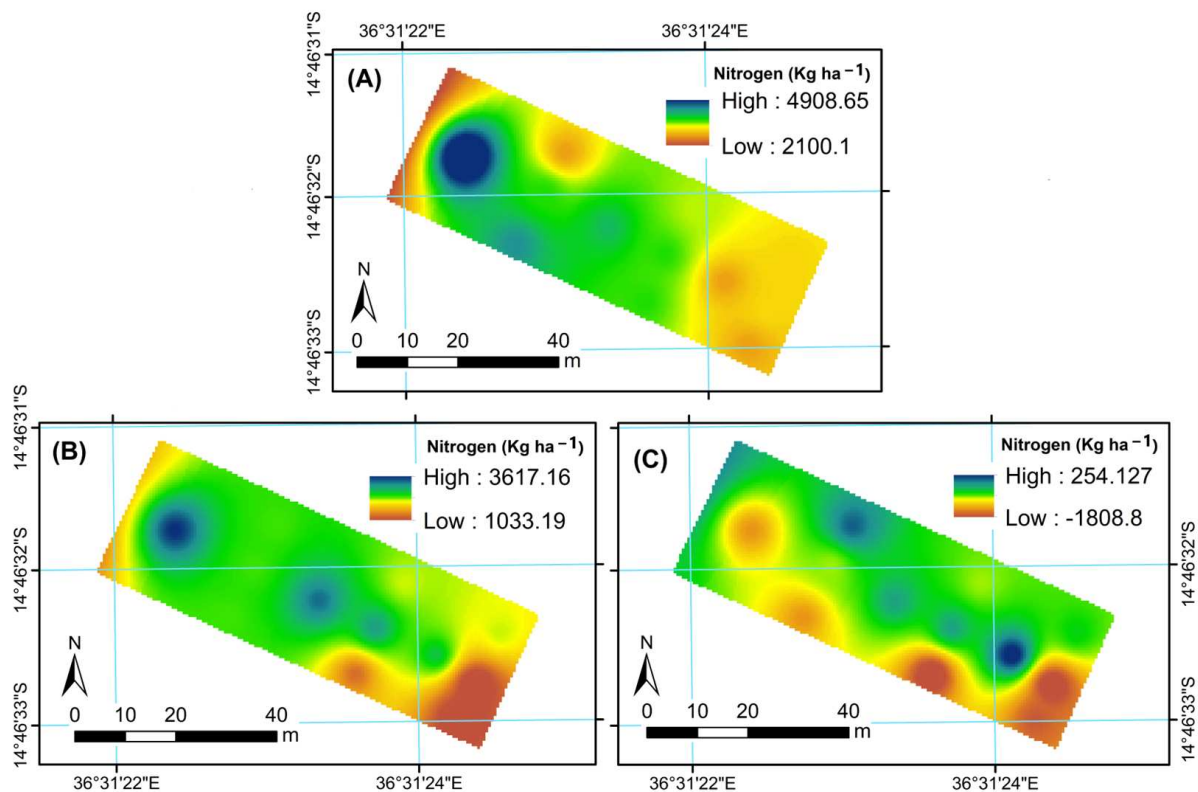 36°31'22"E 36°31'24"E
14°46'31"S
14°46'32"S
14°46'33"S
(A)
Nitrogen (Kg ha⁻¹)
High : 4908.65
Low : 2100.1
N
0 10 20 40
m
14°46'31"S
14°46'32"S
14°46'33"S
(B)
Nitrogen (Kg ha⁻¹)
High : 3617.16
Low : 1033.19
N
0 10 20 40
m
36°31'22"E 36°31'24"E
(C)
Nitrogen (Kg ha⁻¹)
High : 254.127
Low : -1808.8
N
0 10 20 40
m
14°46'32"S
14°46'33"S
36°31'22"E 36°31'24"E